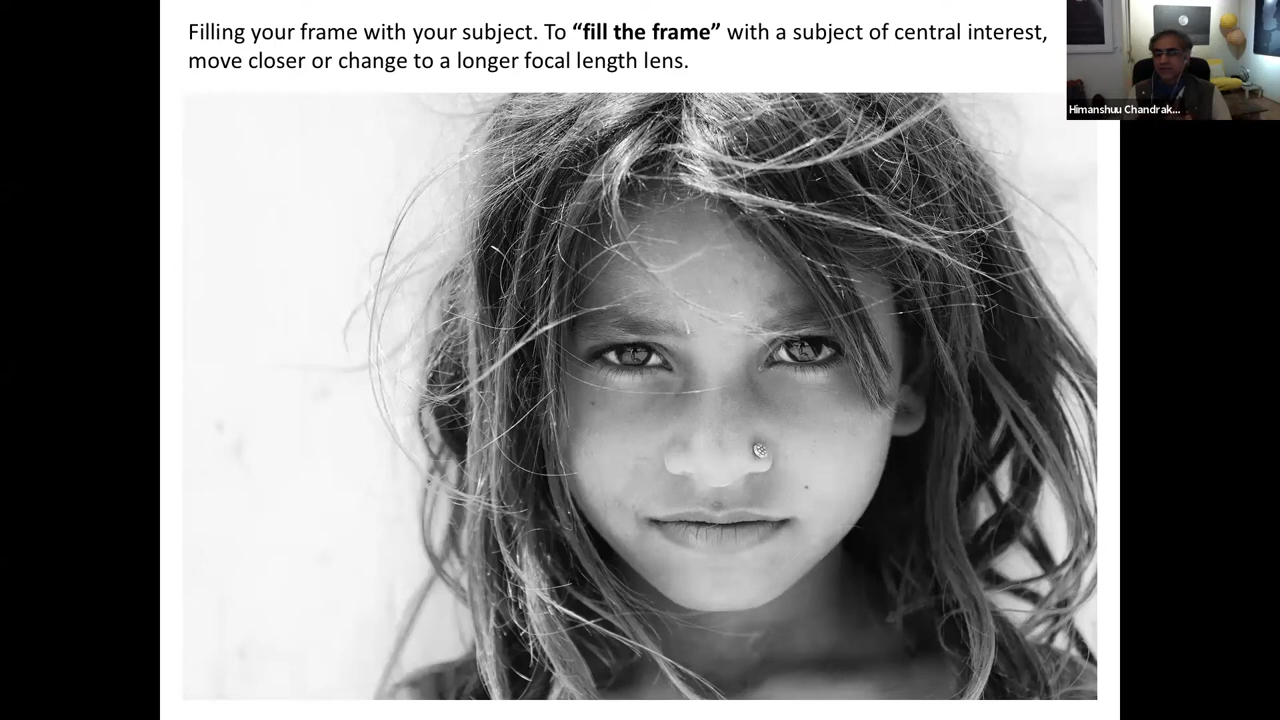 Filling your frame with your subject. To “fill the frame” with a subject of central interest,
move closer or change to a longer focal length lens.
Himanshuu Chandrak...